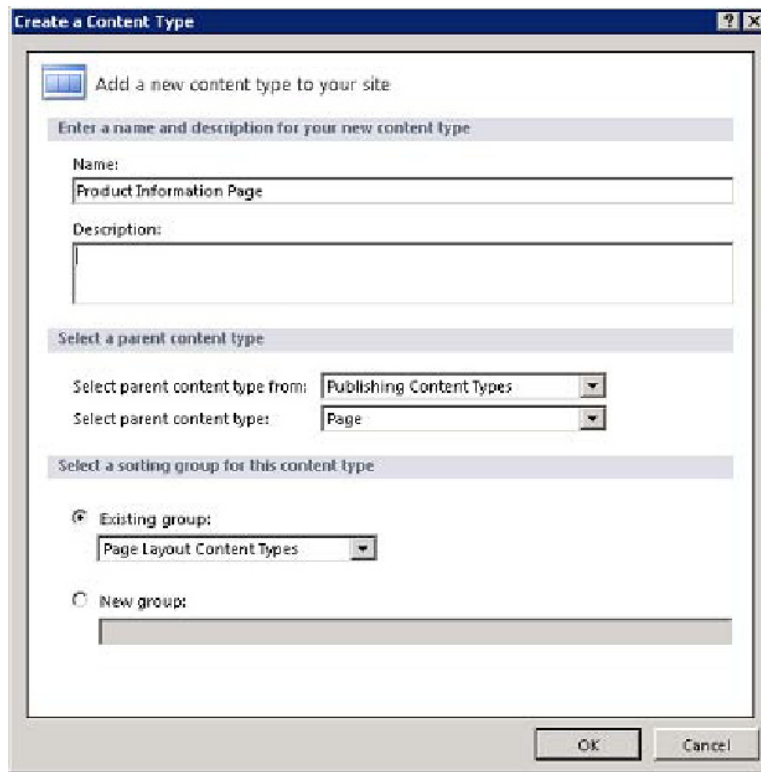 Create a Content Type
Add a new content type to your site
Enter a name and description for your new content type
Name:
Product Information Page
Description:
Select a parent content type
Select parent content type from: Publishing Content Types
Select parent content type: Page
Select a sorting group for this content type
Existing group:
Page Layout Content Types
New group:
OK Cancel